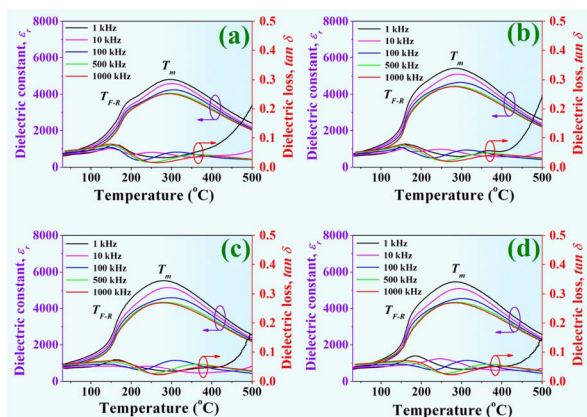 Dielectric constant, εr
8000
6000
4000
2000
0
1 kHz
10 kHz
100 kHz
500 kHz
1000 kHz
(a)
Tm
TF-R
0.5
0.4
0.3
0.2
0.1
0.0
Dielectric loss, tan δ
100 200 300 400 500
Temperature (°C)
Dielectric constant, εr
8000
6000
4000
2000
0
1 kHz
10 kHz
100 kHz
500 kHz
1000 kHz
(b)
Tm
TF-R
0.5
0.4
0.3
0.2
0.1
0.0
Dielectric loss, tan δ
100 200 300 400 500
Temperature (°C)
Dielectric constant, εr
8000
6000
4000
2000
0
1 kHz
10 kHz
100 kHz
500 kHz
1000 kHz
(c)
Tm
TF-R
0.5
0.4
0.3
0.2
0.1
0.0
Dielectric loss, tan δ
100 200 300 400 500
Temperature (°C)
Dielectric constant, εr
8000
6000
4000
2000
0
1 kHz
10 kHz
100 kHz
500 kHz
1000 kHz
(d)
Tm
TF-R
0.5
0.4
0.3
0.2
0.1
0.0
Dielectric loss, tan δ
100 200 300 400 500
Temperature (°C)